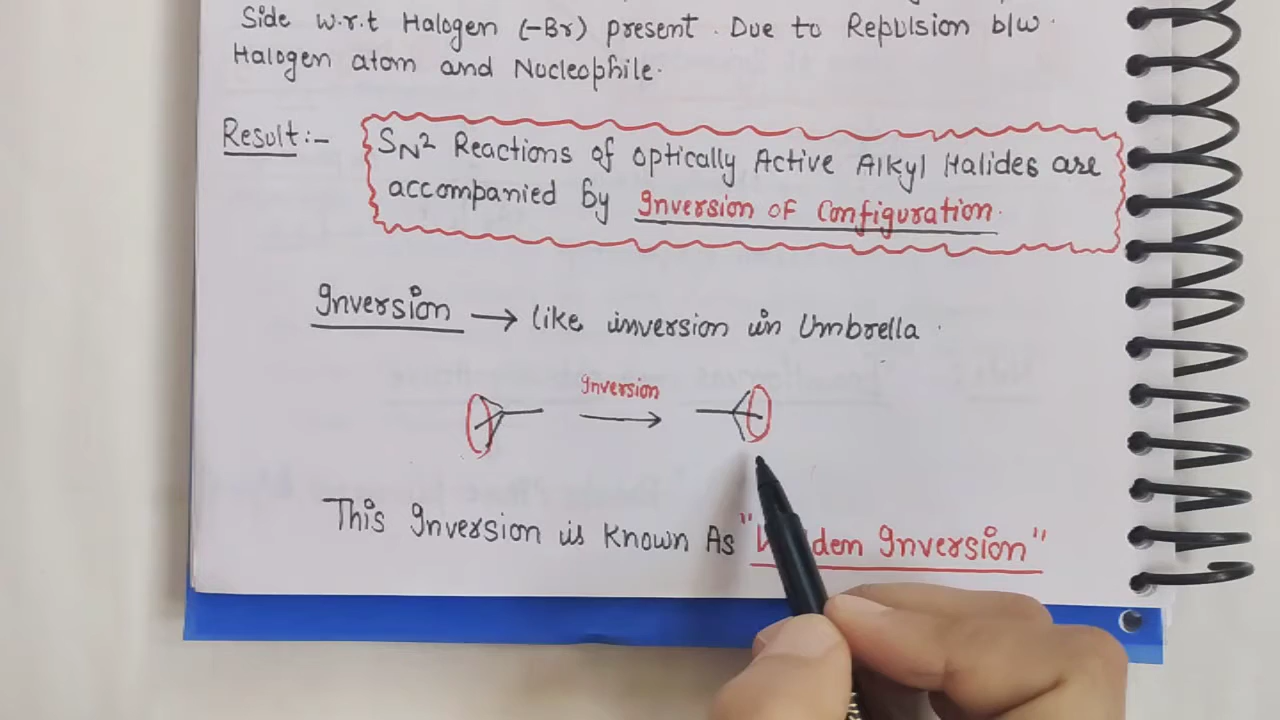 Side w.r.t Halogen (-Br) present. Due to Repulsion b/w.
Halogen atom and Nucleophile.
Result:-
SN2 Reactions of optically Active Alkyl Halides are
accompanied by Inversion of Configuration.
Inversion → like inversion in Umbrella.
Inversion
This Inversion is Known As " Inversion"